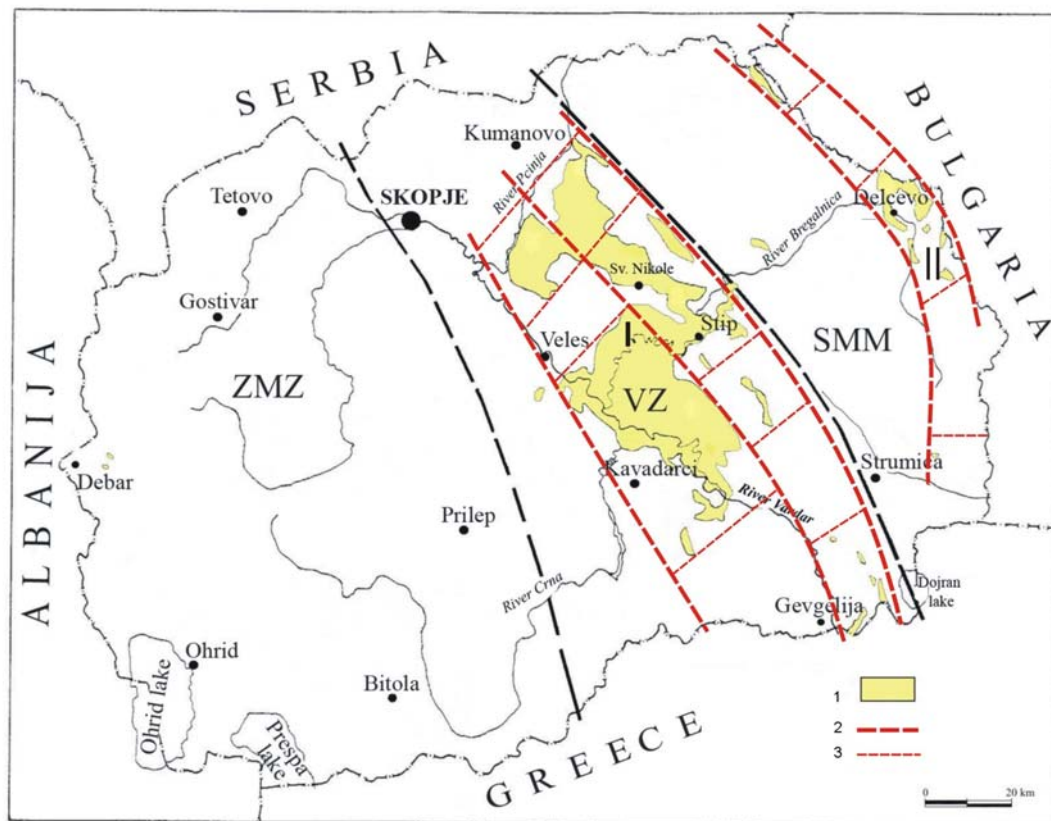 SERBIA
BULGARIA
ALBANIJA
GREECE
Kumanovo
River Pcinja
Tetovo
SKOPJE
Delcevo
River Bregalnica
II
Sv. Nikole
Gostivar
Veles
I
Stip
SMM
ZMZ
VZ
Debar
Kavadarci
Strumica
River Vardar
Prilep
River Crna
Dojran
lake
Gevgelija
Ohrid
Ohrid lake
Bitola
Prespa
lake
1
2
3
0 20 km